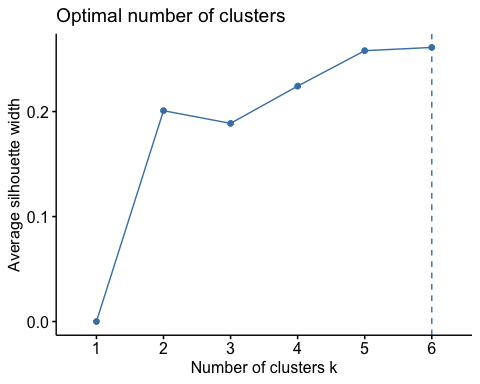 Optimal number of clusters
Average silhouette width
0.2
0.1
0.0
1 2 3 4 5 6
Number of clusters k